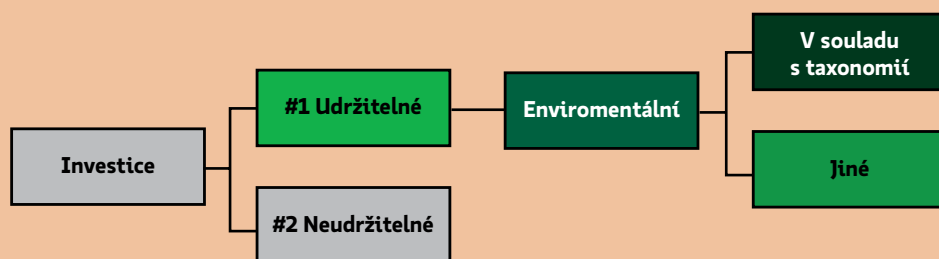 Investice
#1 Udržitelné
#2 Neudržitelné
Enviromentální
V souladu
s taxonomií
Jiné